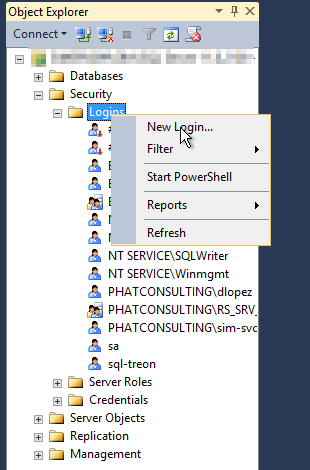 Object Explorer
Connect
Databases
Security
Logins
New Login...
Filter
Start PowerShell
Reports
Refresh
NT SERVICE\SQLWriter
NT SERVICE\Winmgmt
PHATCONSULTING\dlopez
PHATCONSULTING\RS_SRV_
PHATCONSULTING\sim-svc
sa
sql-treon
Server Roles
Credentials
Server Objects
Replication
Management